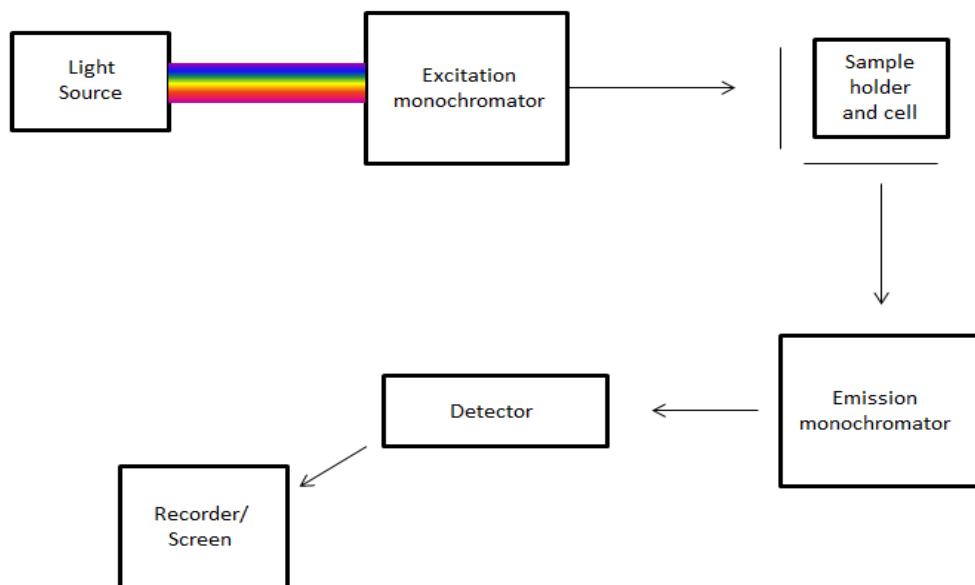 Light
Source
Excitation
monochromator
Sample
holder
and cell
Emission
monochromator
Detector
Recorder/
Screen